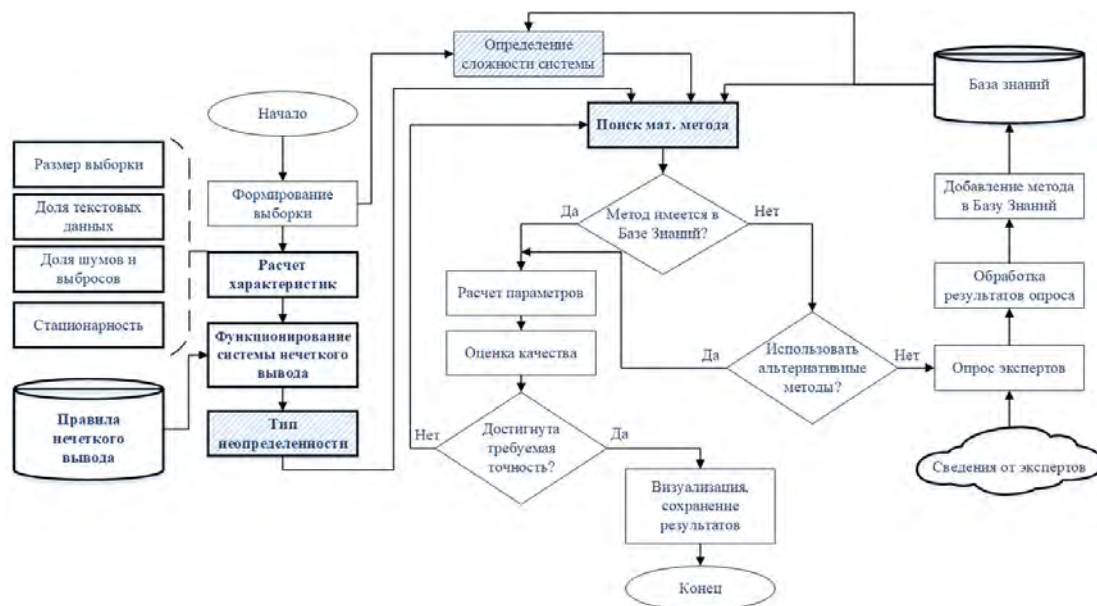 Определение
сложности системы
База знаний
Начало
Поиск мат. метода
Размер выборки
Формирование
выборки
Доля текстовых
данных
Доля шумов и
выбросов
Стационарность
Расчет
характеристик
Функционирование
системы нечеткого
вывода
Правила
нечеткого
вывода
Тип
неопределенности
Да
Метод имеется в
Базе Знаний?
Нет
Расчет параметров
Оценка качества
Да
Использовать
альтернативные
методы?
Нет
Нет
Достигнута
требуемая
точность?
Да
Визуализация,
сохранение
результатов
Конец
Добавление метода
в Базу Знаний
Обработка
результатов опроса
Опрос экспертов
Сведения от экспертов